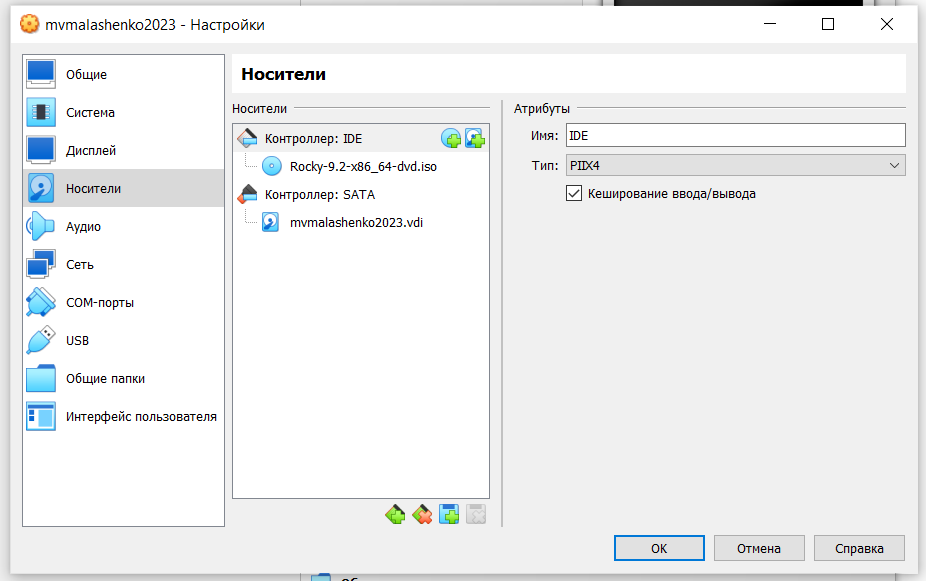 mvmalashenko2023 - Настройки
Общие
Система
Дисплей
Носители
Аудио
Сеть
COM-порты
USB
Общие папки
Интерфейс пользователя
Носители
Носители
Контроллер: IDE
Rocky-9.2-x86_64-dvd.iso
Контроллер: SATA
mvmalashenko2023.vdi
Атрибуты
Имя: IDE
Тип: PIIX4
Кеширование ввода/вывода
OK
Отмена
Справка